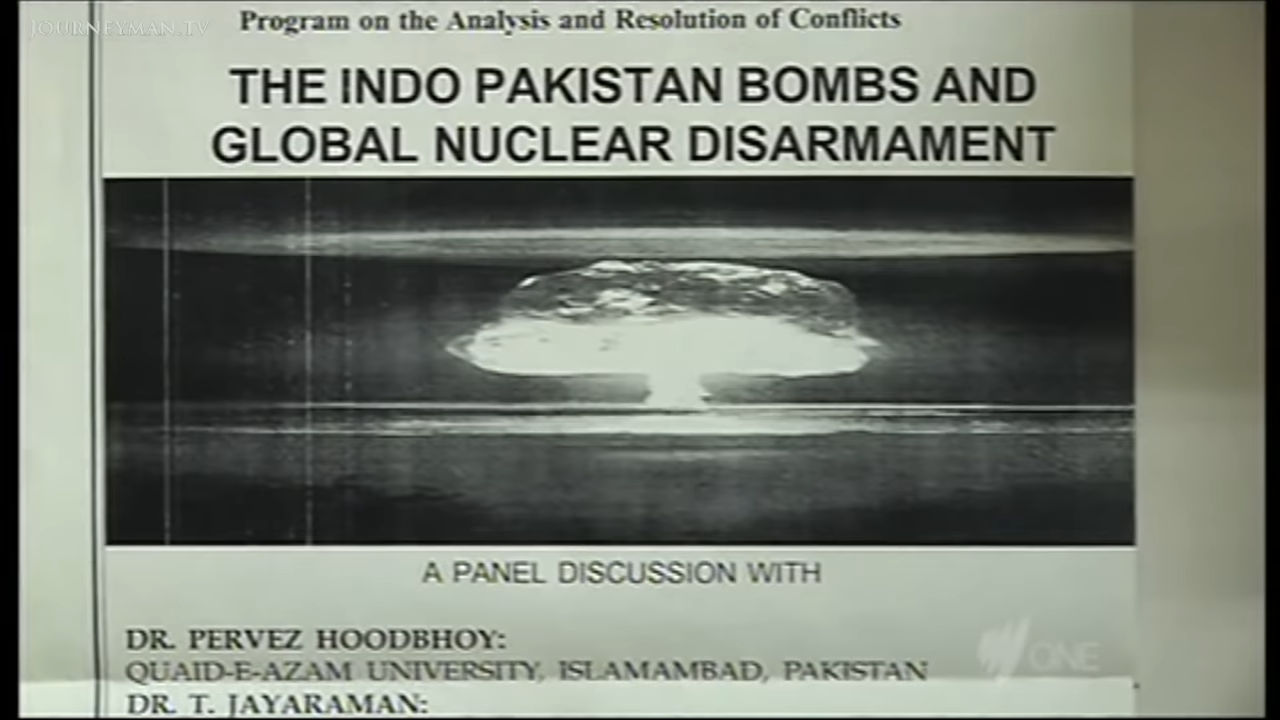 JOURNEYMAN.TV
Program on the Analysis and Resolution of Conflicts
THE INDO PAKISTAN BOMBS AND
GLOBAL NUCLEAR DISARMAMENT
A PANEL DISCUSSION WITH
DR. PERVEZ HOODBHOY:
QUAID-E-AZAM UNIVERSITY, ISLAMAMBAD, PAKISTAN
ONE
DR. T. JAYARAMAN: